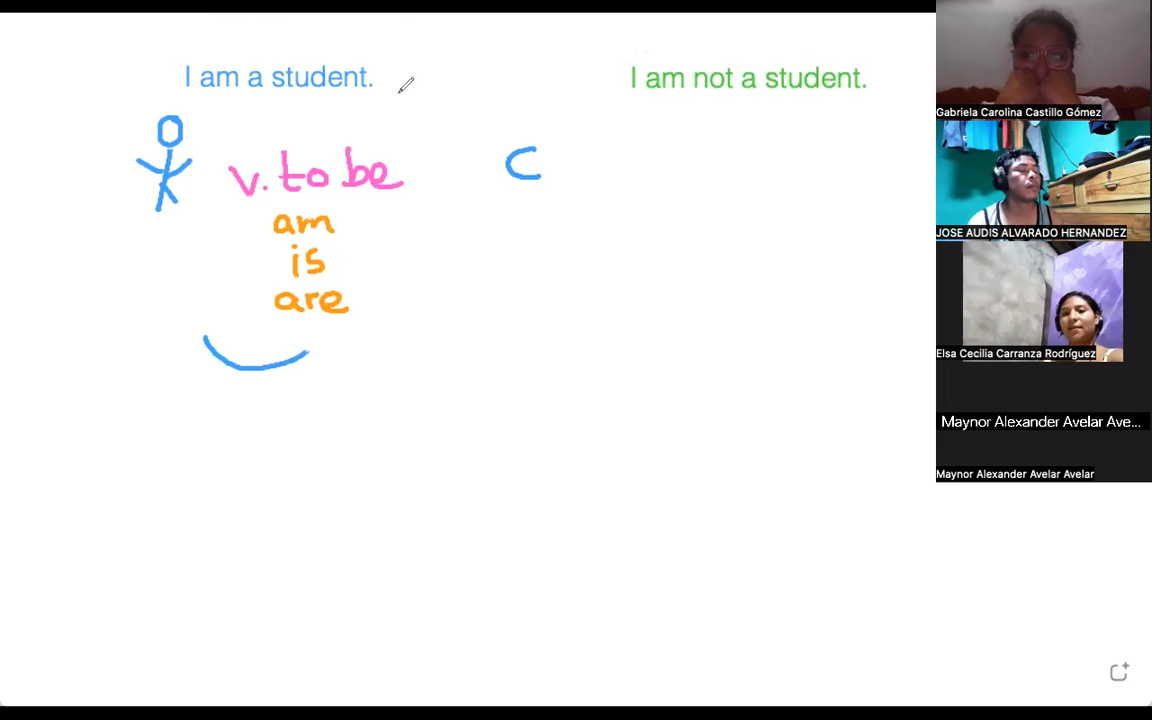 I am a student.
I am not a student.
v. to be
C
am
is
are
Gabriela Carolina Castillo Gómez
JOSE AUDIS ALVARADO HERNANDEZ
Elsa Cecilia Carranza Rodríguez
Maynor Alexander Avelar Ave...
Maynor Alexander Avelar Avelar